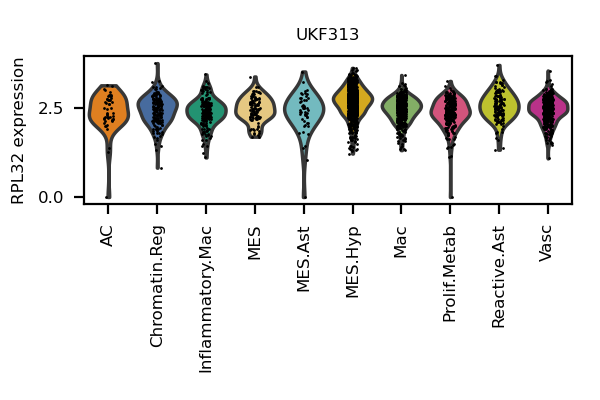 UKF313
RPL32 expression
2.5
0.0
AC
Chromatin.Reg
Inflammatory.Mac
MES
MES.Ast
MES.Hyp
Mac
Prolif.Metab
Reactive.Ast
Vasc